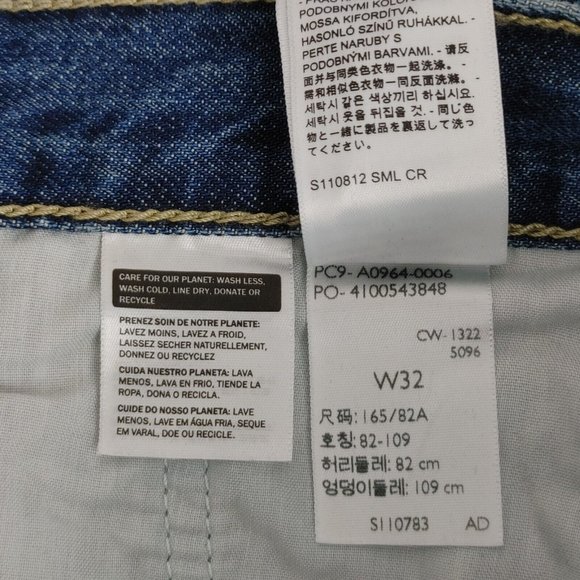 PODOBNÝMI KOLOR
MOSSA KIFORDÍTVA,
HASONLÓ SZÍNŰ RUHÁKKAL. •
PERTE NARUBY S
PODOBNÝMI BARVAMI. • 请反
面并与同类色衣物一起洗涤。 •
需和相似色衣物一同反面洗滌。 •
세탁시 같은 색상끼리 하십시요.
세탁시 옷을 뒤집을 것. • 同じ色
衣物と一緒に製品を裏返して洗っ
てください。
S110812 SML CR
PC9- A0964-0006
PO- 4100543848
CW- 1322
5096
W32
尺码: 165/82A
호칭: 82-109
허리둘레: 82 cm
엉덩이둘레: 109 cm
S110783 AD
CARE FOR OUR PLANET: WASH LESS,
WASH COLD, LINE DRY, DONATE OR
RECYCLE
PRENEZ SOIN DE NOTRE PLANETE:
LAVEZ MOINS, LAVEZ A FROID,
LAISSEZ SECHER NATURELLEMENT,
DONNEZ OU RECYCLEZ
CUIDA NUESTRO PLANETA: LAVA
MENOS, LAVA EN FRIO, TIENDE LA
ROPA, DONA O RECICLA.
CUIDE DO NOSSO PLANETA: LAVE
MENOS, LAVE EM ÁGUA FRIA, SEQUE
EM VARAL, DOE OU RECICLE.